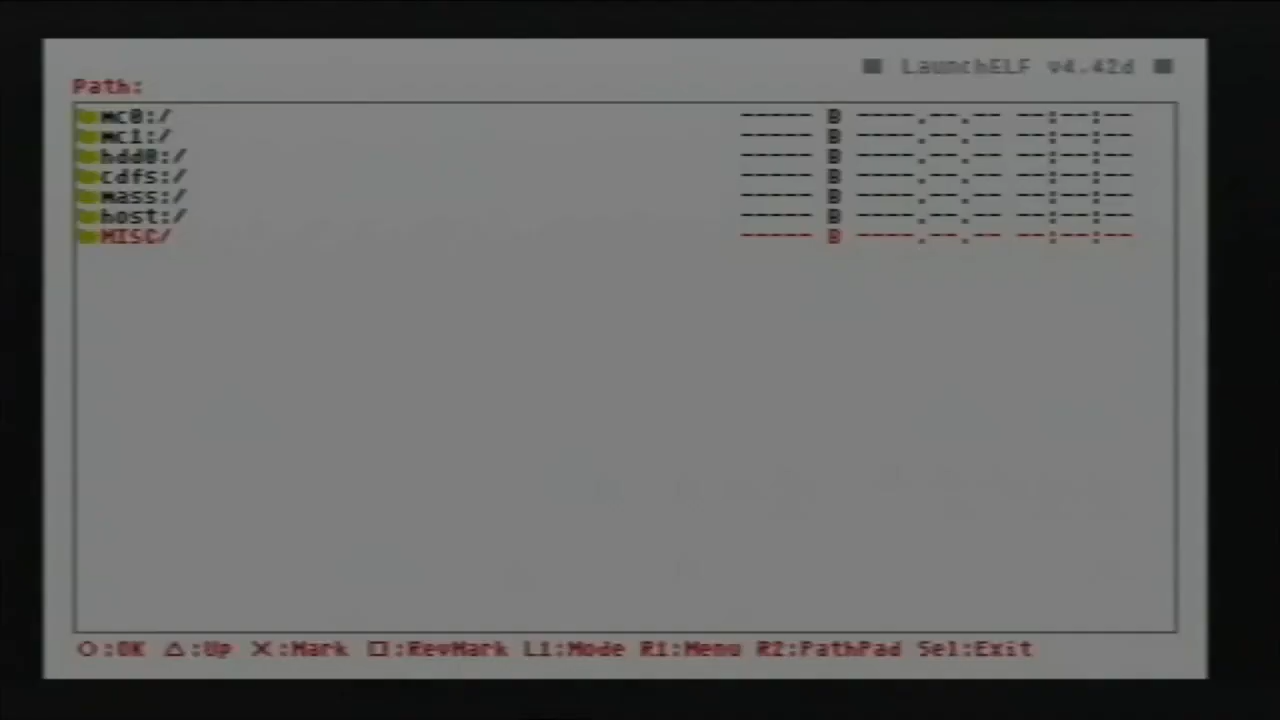 LaunchELF v4.42d
Path:
mc0:/ ----- B ----.--.-- --:--:--
mc1:/ ----- B ----.--.-- --:--:--
hdd0:/ ----- B ----.--.-- --:--:--
cdfs:/ ----- B ----.--.-- --:--:--
mass:/ ----- B ----.--.-- --:--:--
host:/ ----- B ----.--.-- --:--:--
MISC/ ----- B ----.--.-- --:--:--
○:OK △:Up ×:Mark □:RevMark L1:Mode R1:Menu R2:PathPad Sel:Exit